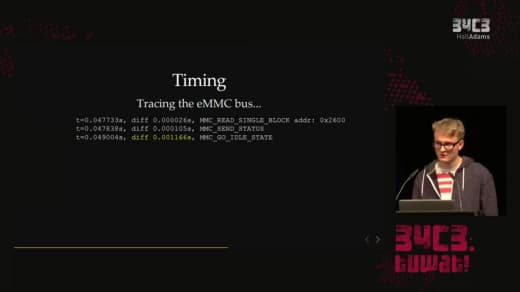 34C3
HallAdams
Timing
Tracing the eMMC bus...
t=0.047733s, diff 0.000026s, MMC_READ_SINGLE_BLOCK addr: 0x2600
t=0.047838s, diff 0.000105s, MMC_SEND_STATUS
t=0.049004s, diff 0.001166s, MMC_GO_IDLE_STATE
34C3:
tuwat!